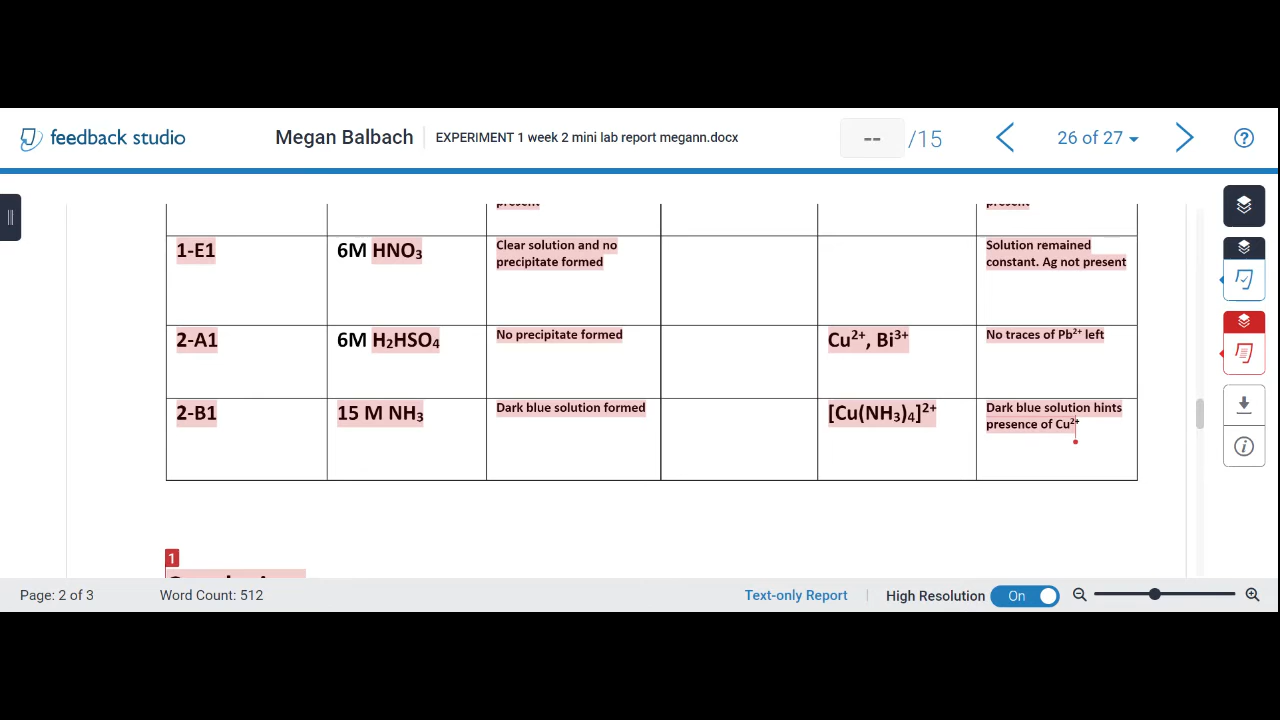 feedback studio
Megan Balbach
EXPERIMENT 1 week 2 mini lab report megann.docx
-- /15
26 of 27
present
present
1-E1
6M HNO₃
Clear solution and no
precipitate formed
Solution remained
constant. Ag not present
2-A1
6M H₂HSO₄
No precipitate formed
Cu²⁺, Bi³⁺
No traces of Pb²⁺ left
2-B1
15 M NH₃
Dark blue solution formed
[Cu(NH₃)₄]²⁺
Dark blue solution hints
presence of Cu²⁺
1
Page: 2 of 3
Word Count: 512
Text-only Report
High Resolution
On